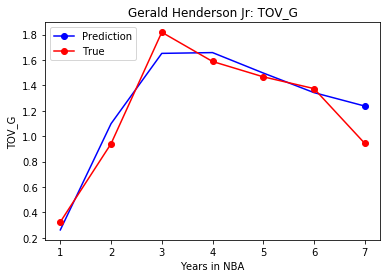 Gerald Henderson Jr: TOV_G
Prediction
True
TOV_G
1.8
1.6
1.4
1.2
1.0
0.8
0.6
0.4
0.2
1 2 3 4 5 6 7
Years in NBA